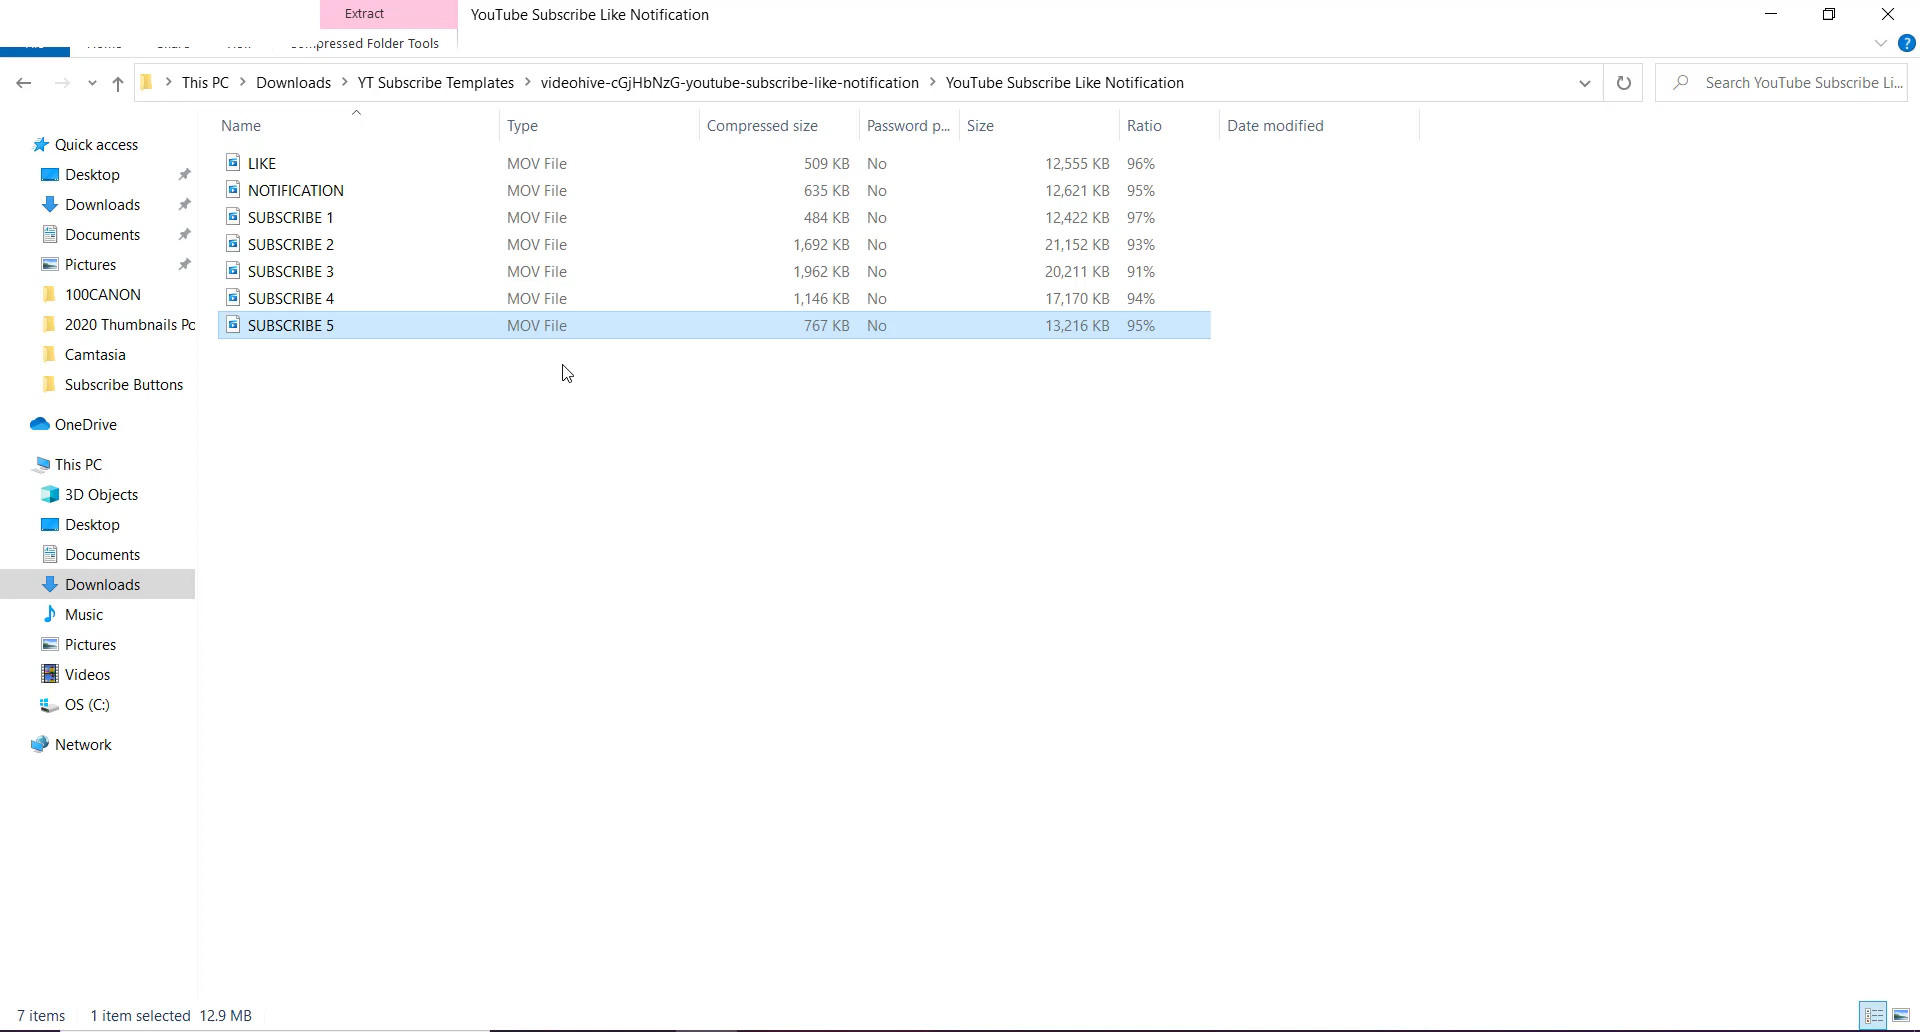 Extract
YouTube Subscribe Like Notification
Compressed Folder Tools
This PC > Downloads > YT Subscribe Templates > videohive-cGjHbNzG-youtube-subscribe-like-notification > YouTube Subscribe Like Notification
Search YouTube Subscribe Li...
Name Type Compressed size Password p... Size Ratio Date modified
LIKE MOV File 509 KB No 12,555 KB 96%
NOTIFICATION MOV File 635 KB No 12,621 KB 95%
SUBSCRIBE 1 MOV File 484 KB No 12,422 KB 97%
SUBSCRIBE 2 MOV File 1,692 KB No 21,152 KB 93%
SUBSCRIBE 3 MOV File 1,962 KB No 20,211 KB 91%
SUBSCRIBE 4 MOV File 1,146 KB No 17,170 KB 94%
SUBSCRIBE 5 MOV File 767 KB No 13,216 KB 95%
Quick access
Desktop
Downloads
Documents
Pictures
100CANON
2020 Thumbnails Pc
Camtasia
Subscribe Buttons
OneDrive
This PC
3D Objects
Desktop
Documents
Downloads
Music
Pictures
Videos
OS (C:)
Network
7 items 1 item selected 12.9 MB